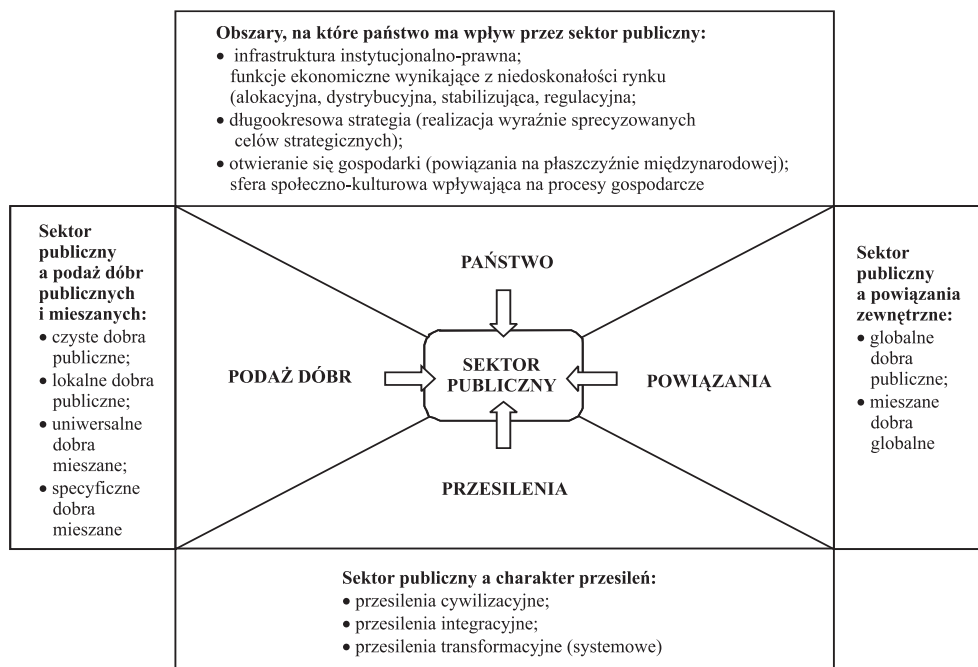 Obszary, na które państwo ma wpływ przez sektor publiczny:
• infrastruktura instytucjonalno-prawna;
funkcje ekonomiczne wynikające z niedoskonałości rynku
(alokacyjna, dystrybucyjna, stabilizująca, regulacyjna;
• długookresowa strategia (realizacja wyraźnie sprecyzowanych
celów strategicznych);
• otwieranie się gospodarki (powiązania na płaszczyźnie międzynarodowej);
sfera społeczno-kulturowa wpływająca na procesy gospodarcze
Sektor
publiczny
a podaż dóbr
publicznych
i mieszanych:
• czyste dobra
publiczne;
• lokalne dobra
publiczne;
• uniwersalne
dobra
mieszane;
• specyficzne
dobra
mieszane
PAŃSTWO
PODAŻ DÓBR
SEKTOR
PUBLICZNY
POWIĄZANIA
PRZESILENIA
Sektor
publiczny
a powiązania
zewnętrzne:
• globalne
dobra
publiczne;
• mieszane
dobra
globalne
Sektor publiczny a charakter przesileń:
• przesilenia cywilizacyjne;
• przesilenia integracyjne;
• przesilenia transformacyjne (systemowe)